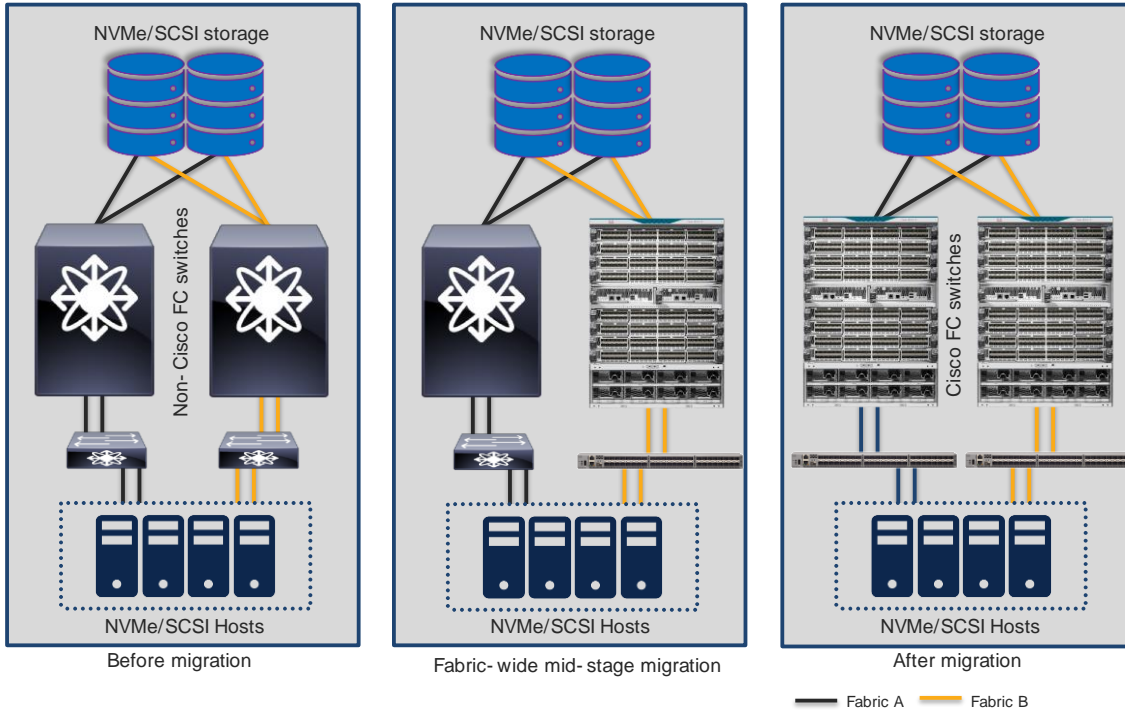 NVMe/SCSI storage
Non- Cisco FC switches
NVMe/SCSI Hosts
Before migration
NVMe/SCSI storage
NVMe/SCSI Hosts
Fabric- wide mid- stage migration
NVMe/SCSI storage
Cisco FC switches
NVMe/SCSI Hosts
After migration
Fabric A
Fabric B